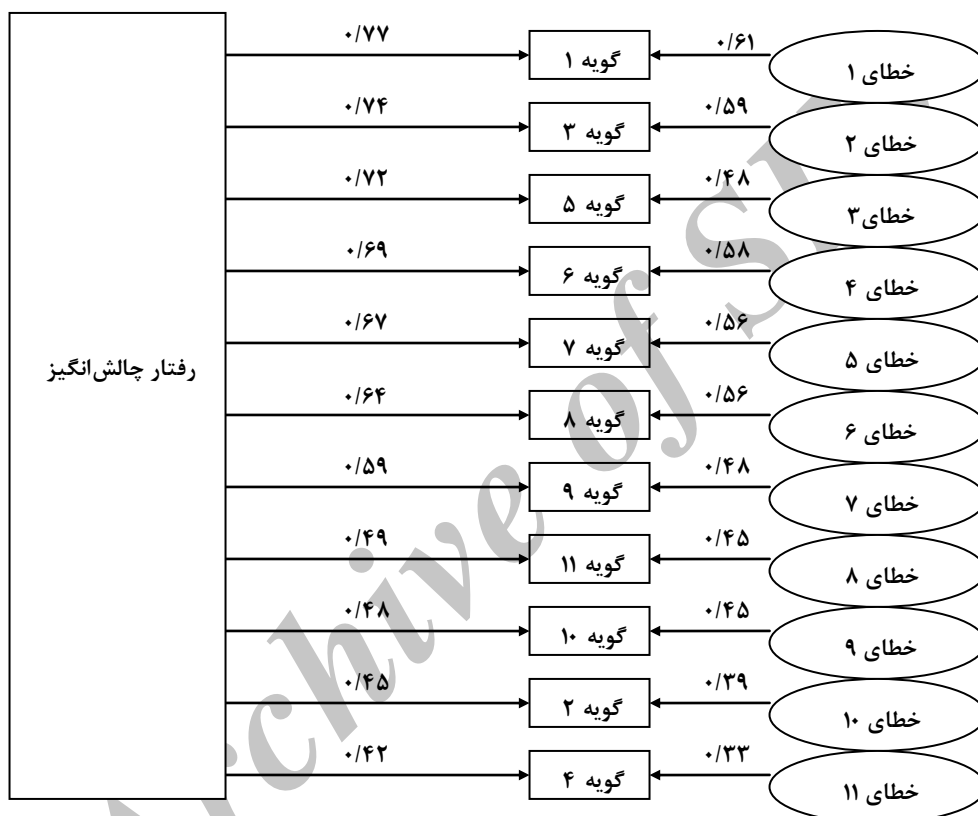 ۰/۷۷
گویه ۱
۰/۶۱
خطای ۱
۰/۷۴
گویه ۳
۰/۵۹
خطای ۲
۰/۷۲
گویه ۵
۰/۴۸
خطای۳
۰/۶۹
گویه ۶
۰/۵۸
خطای ۴
۰/۶۷
گویه ۷
۰/۵۶
خطای ۵
رفتار چالش‌انگیز
۰/۶۴
گویه ۸
۰/۵۶
خطای ۶
۰/۵۹
گویه ۹
۰/۴۸
خطای ۷
۰/۴۹
گویه ۱۱
۰/۴۵
خطای ۸
۰/۴۸
گویه ۱۰
۰/۴۵
خطای ۹
۰/۴۵
گویه ۲
۰/۳۹
خطای ۱۰
۰/۴۲
گویه ۴
۰/۳۳
خطای ۱۱
Archive of